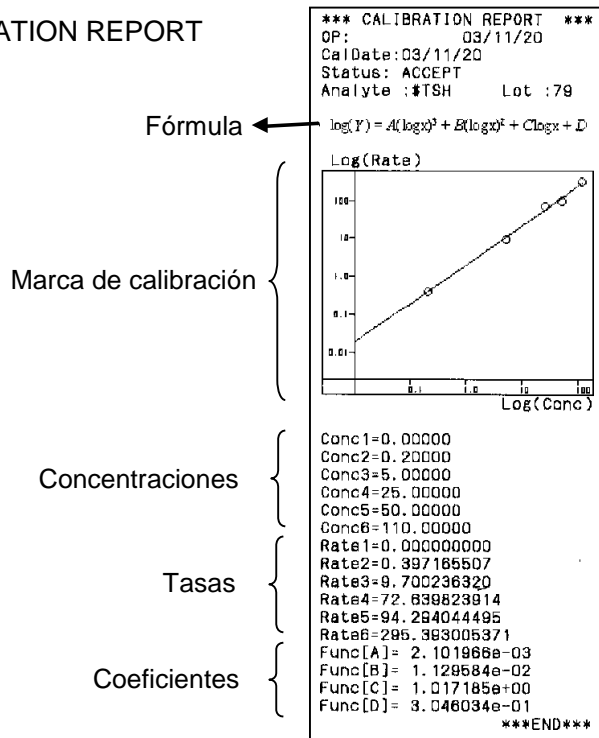 ATION REPORT
*** CALIBRATION REPORT ***
OP: 03/11/20
CalDate:03/11/20
Status: ACCEPT
Analyte :#TSH Lot :79
Fórmula
log(Y) = A(logx)³ + B(logx)² + Clogx + D
Log(Rate)
100
10
1.0
0.1
0.01
0.1 1.0 10 100
Log(Conc)
Marca de calibración
Concentraciones
Conc1=0.00000
Conc2=0.20000
Conc3=5.00000
Conc4=25.00000
Conc5=50.00000
Conc6=110.00000
Tasas
Rate1=0.000000000
Rate2=0.397165507
Rate3=9.700236320
Rate4=72.639823914
Rate5=94.294044495
Rate6=295.393005371
Coeficientes
Func[A]= 2.101966e-03
Func[B]= 1.129584e-02
Func[C]= 1.017185e+00
Func[D]= 3.046034e-01
***END***